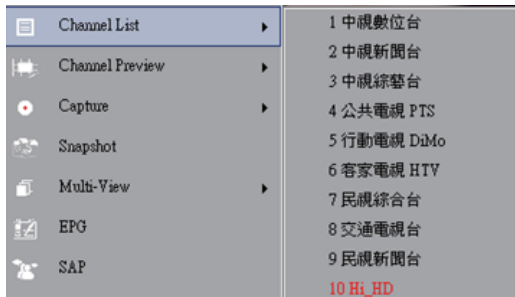 Channel List
Channel Preview
Capture
Snapshot
Multi-View
EPG
SAP
1 中視數位台
2 中視新聞台
3 中視綜藝台
4 公共電視 PTS
5 行動電視 DiMo
6 客家電視 HTV
7 民視綜合台
8 交通電視台
9 民視新聞台
10 Hi_HD